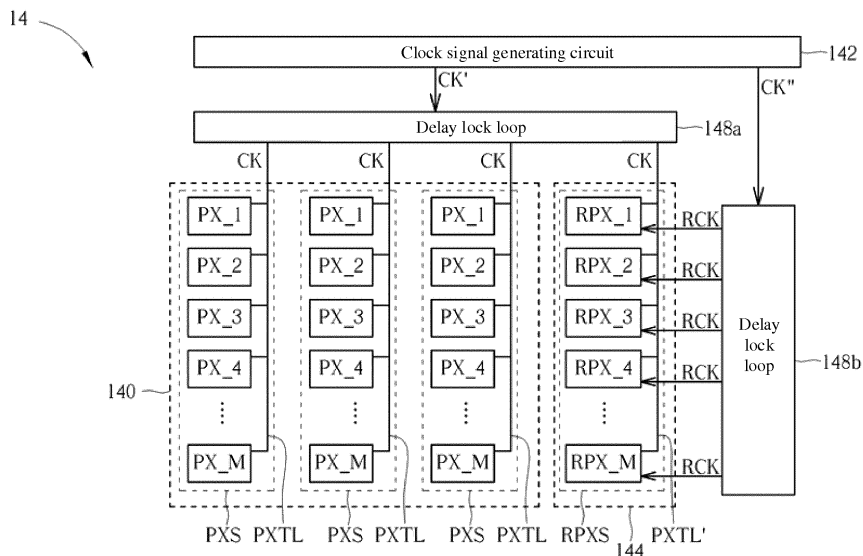 14
Clock signal generating circuit
142
CK'
CK"
Delay lock loop
148a
CK CK CK CK
PX_1 PX_1 PX_1 RPX_1 RCK
PX_2 PX_2 PX_2 RPX_2 RCK
PX_3 PX_3 PX_3 RPX_3 RCK
Delay
lock
loop
148b
PX_4 PX_4 PX_4 RPX_4 RCK
140
PX_M PX_M PX_M RPX_M RCK
PXS PXTL PXS PXTL PXS PXTL RPXS PXTL'
144